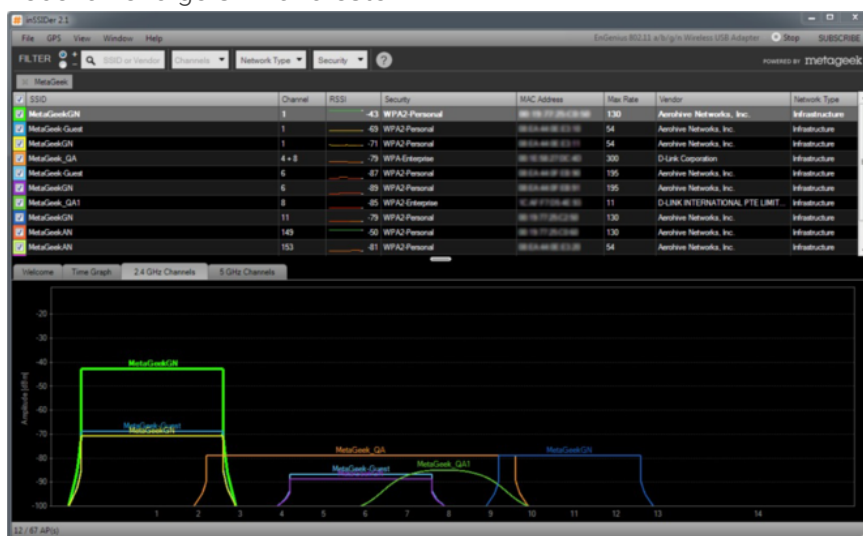 inSSIDer 2.1
File GPS View Window Help EnGenius 802.11 a/b/g/n Wireless USB Adapter Stop SUBSCRIBE
FILTER + - SSID or Vendor Channels Network Type Security ? POWERED BY metageek
MetaGeek
SSID Channel RSSI Security MAC Address Max Rate Vendor Network Type
MetaGeekGN 1 -43 WPA2-Personal 130 Aerohive Networks, Inc. Infrastructure
MetaGeek-Guest 1 -69 WPA2-Personal 54 Aerohive Networks, Inc. Infrastructure
MetaGeekGN 1 -71 WPA2-Personal 54 Aerohive Networks, Inc. Infrastructure
MetaGeek_QA 4 + 8 -79 WPA-Enterprise 300 D-Link Corporation Infrastructure
MetaGeek-Guest 6 -87 WPA2-Personal 195 Aerohive Networks, Inc. Infrastructure
MetaGeekGN 6 -89 WPA2-Personal 195 Aerohive Networks, Inc. Infrastructure
MetaGeek_QA1 8 -85 WPA2-Enterprise 11 D-LINK INTERNATIONAL PTE LIMIT... Infrastructure
MetaGeekGN 11 -79 WPA2-Personal 130 Aerohive Networks, Inc. Infrastructure
MetaGeekAN 149 -50 WPA2-Personal 130 Aerohive Networks, Inc. Infrastructure
MetaGeekAN 153 -81 WPA2-Personal 54 Aerohive Networks, Inc. Infrastructure
Welcome Time Graph 2.4 GHz Channels 5 GHz Channels
-20
-30
-40 MetaGeekGN
Amplitude [dBm]
-50
-60
MetaGeek-Guest
MetaGeekGN
-70
MetaGeek_QA MetaGeekGN
-80
MetaGeek-Guest MetaGeek_QA1
-90
-100
1 2 3 4 5 6 7 8 9 10 11 12 13 14
12 / 67 AP(s)